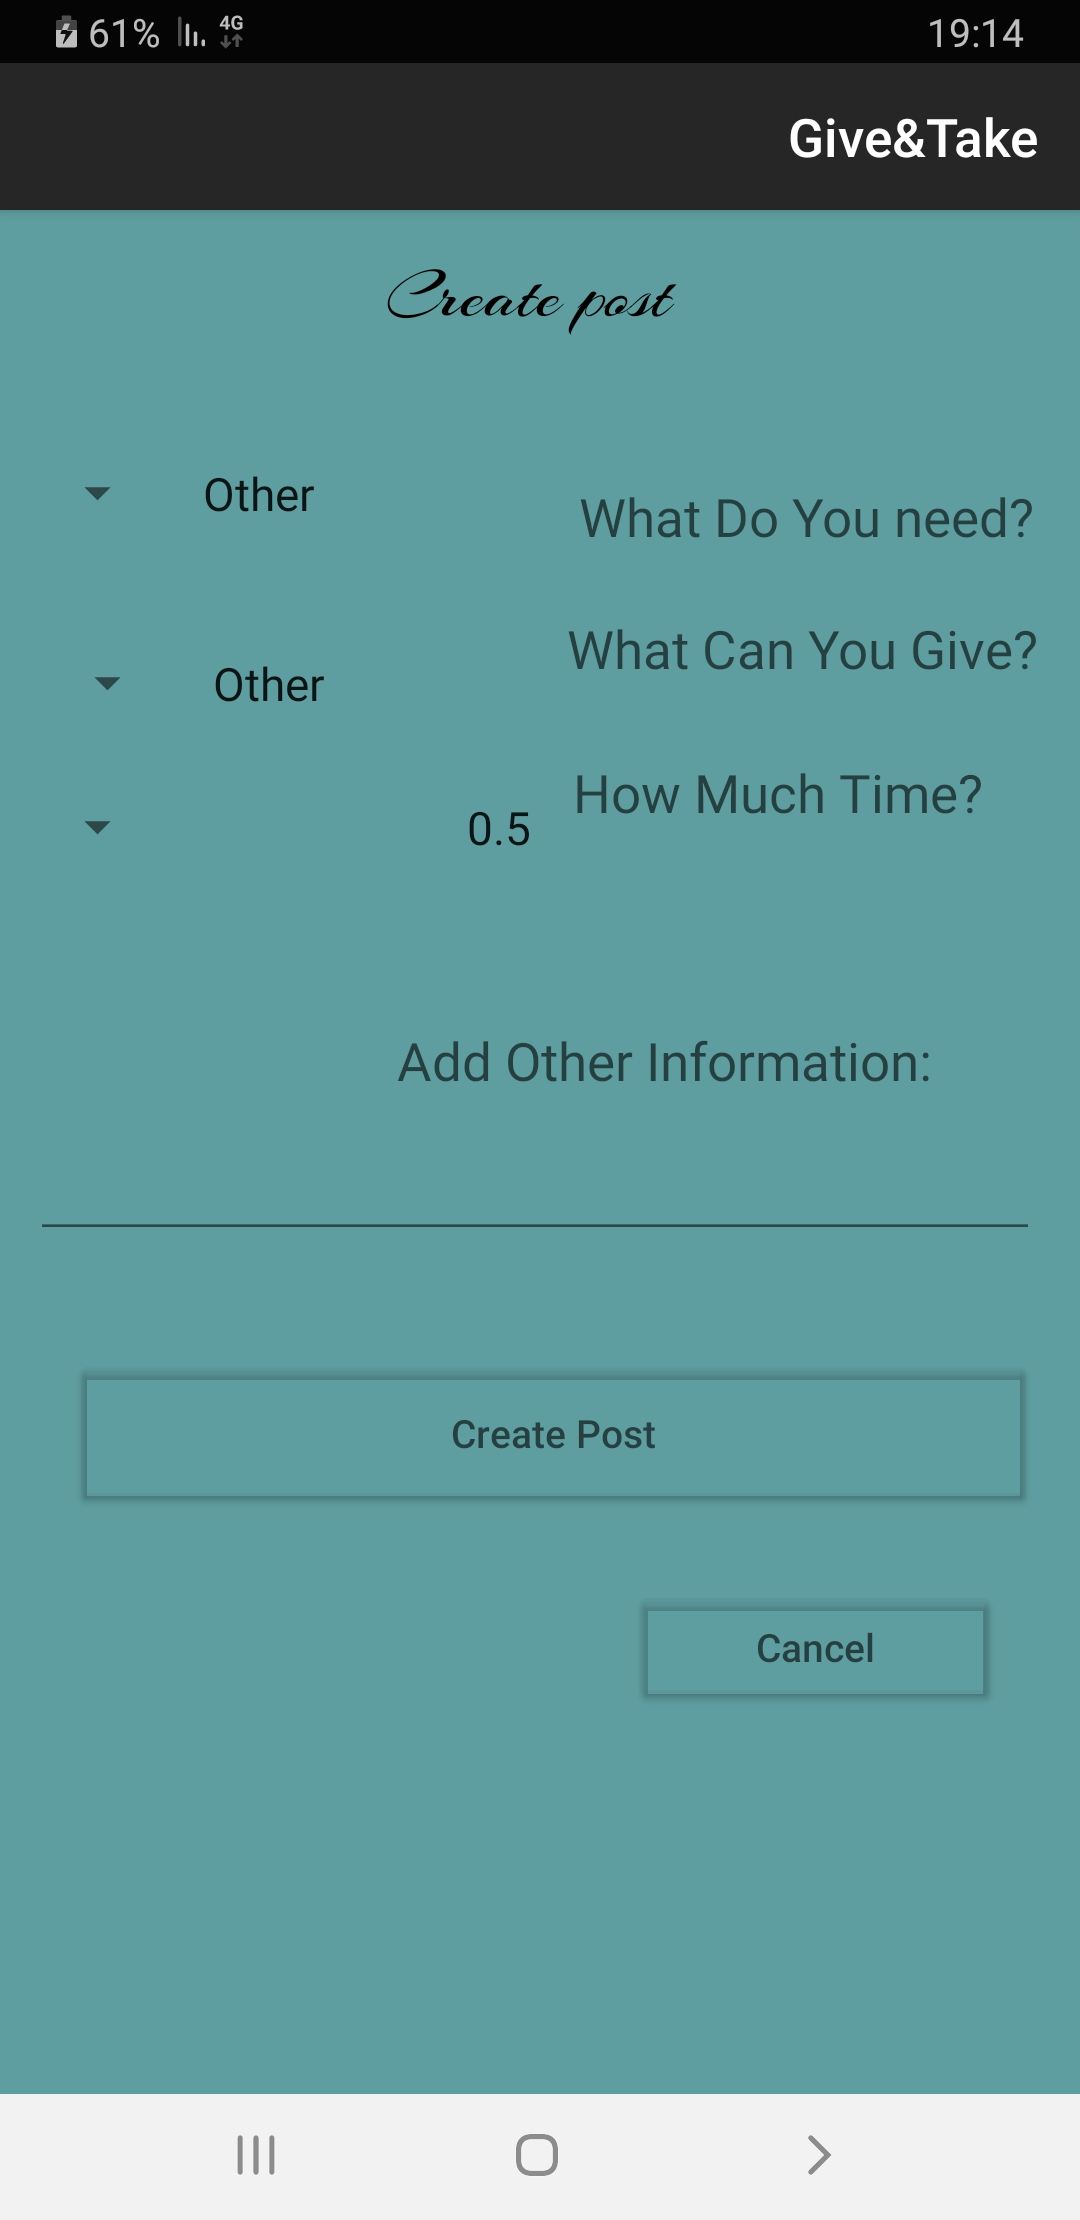 61% 4G 19:14
Give&Take
Create post
Other What Do You need?
What Can You Give?
Other
How Much Time?
0.5
Add Other Information:
Create Post
Cancel